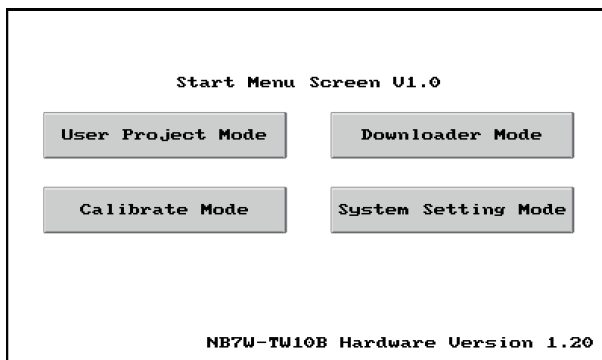 Start Menu Screen V1.0
User Project Mode
Downloader Mode
Calibrate Mode
System Setting Mode
NB7W-TW10B Hardware Version 1.20